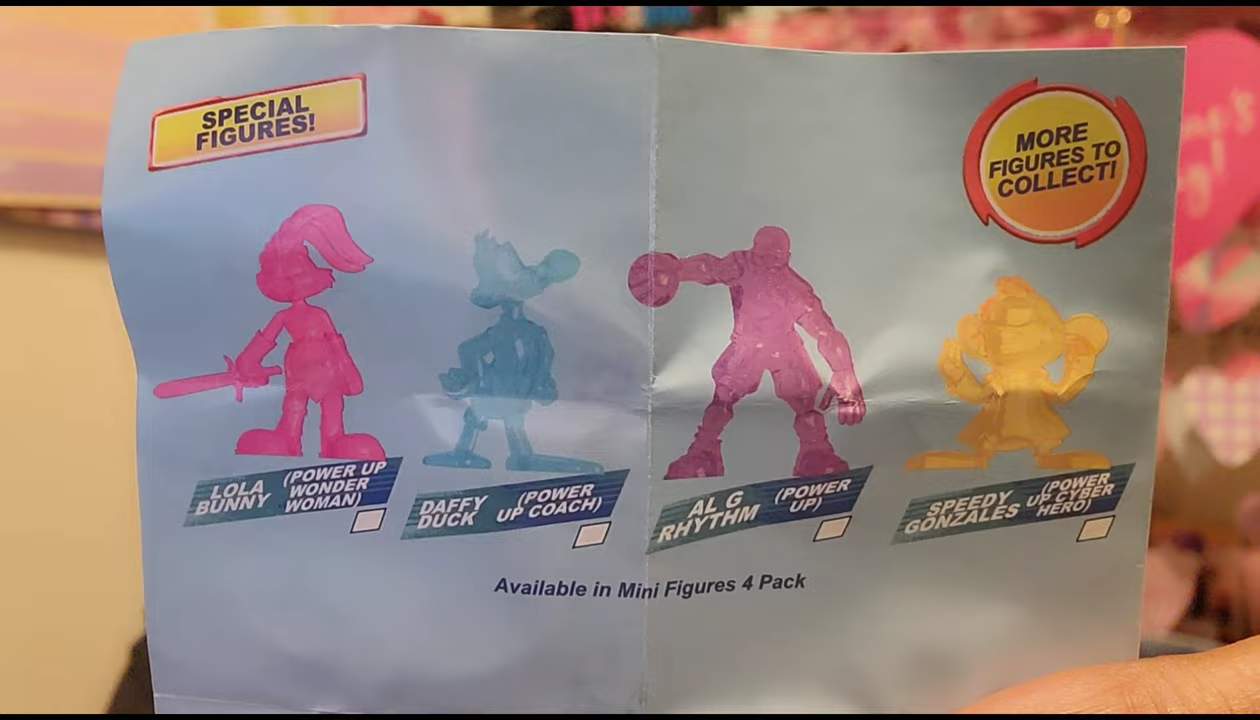 SPECIAL
FIGURES!
MORE
FIGURES TO
COLLECT!
LOLA
BUNNY
(POWER UP
WONDER
WOMAN)
DAFFY
DUCK
(POWER
UP COACH)
AL G
RHYTHM
(POWER
UP)
SPEEDY
GONZALES
(POWER
UP CYBER
HERO)
Available in Mini Figures 4 Pack